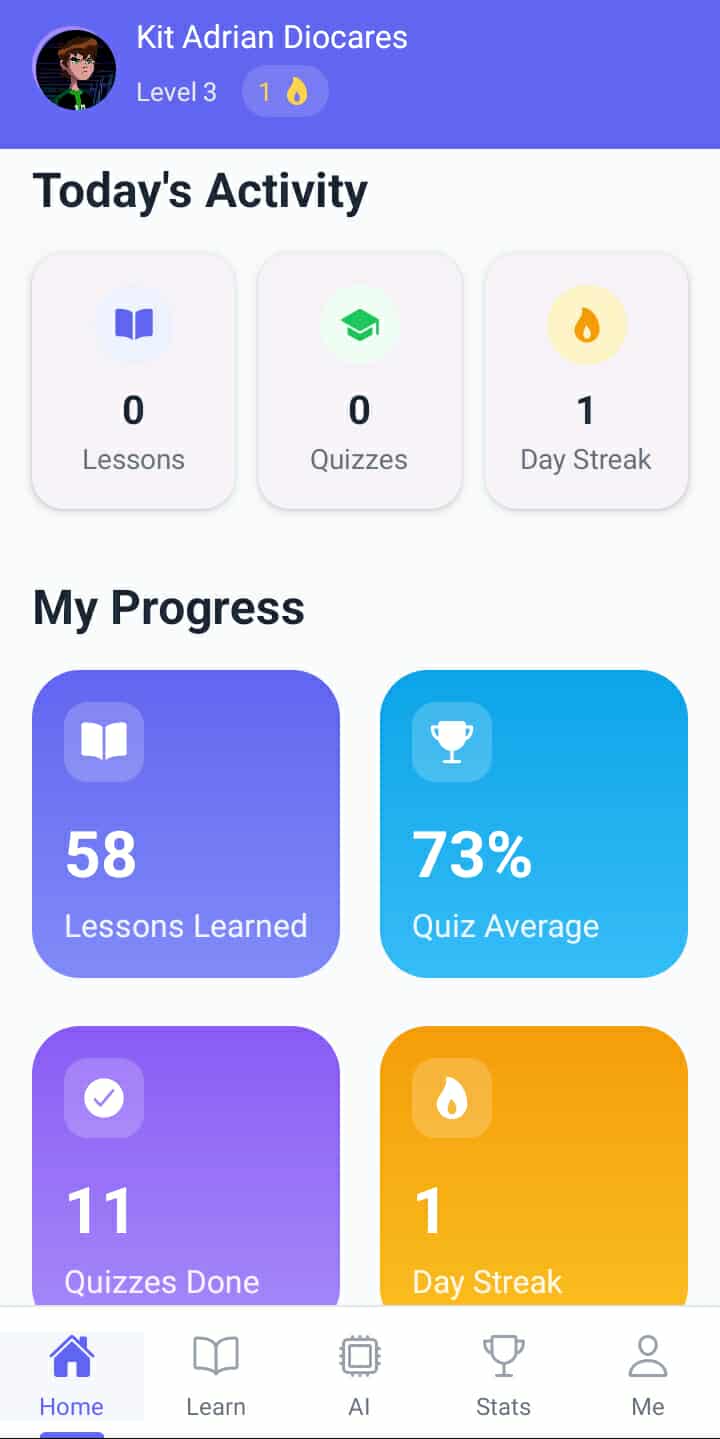 Kit Adrian Diocares
Level 3 1
Today's Activity
0 0 1
Lessons Quizzes Day Streak
My Progress
58 73%
Lessons Learned Quiz Average
11 1
Quizzes Done Day Streak
Home Learn AI Stats Me